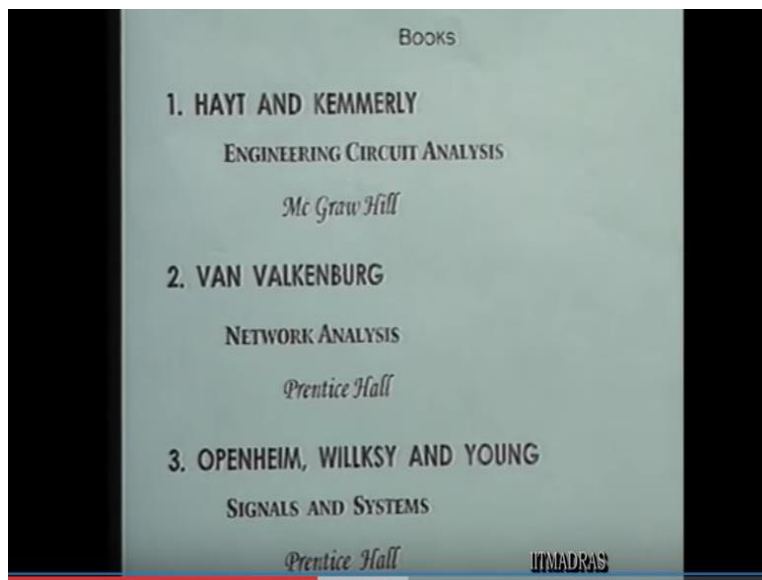 BOOKS
1. HAYT AND KEMMERLY
ENGINEERING CIRCUIT ANALYSIS
Mc Graw Hill
2. VAN VALKENBURG
NETWORK ANALYSIS
Prentice Hall
3. OPENHEIM, WILLKSY AND YOUNG
SIGNALS AND SYSTEMS
Prentice Hall
IITMADRAS